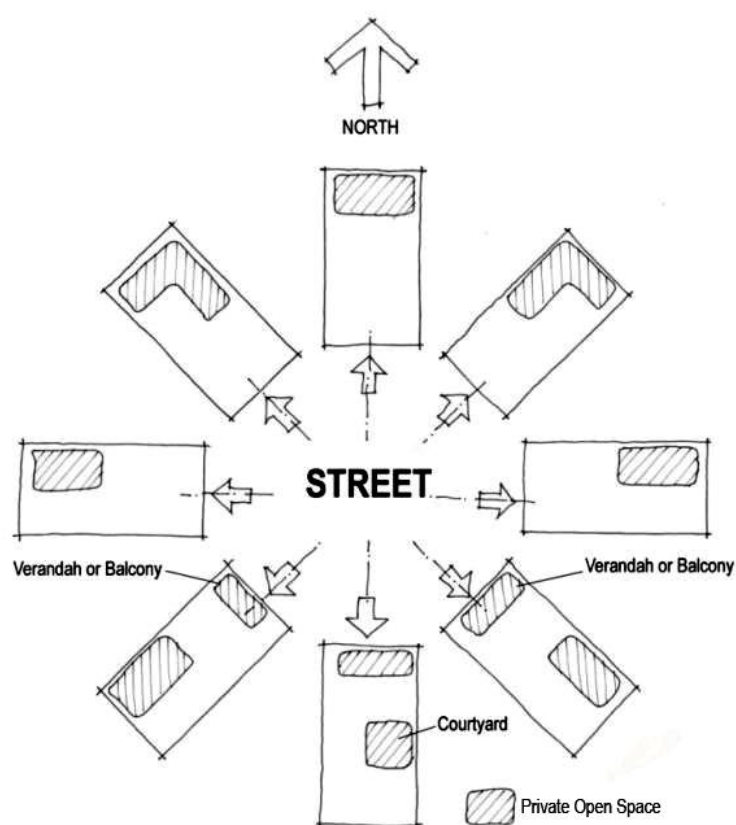 NORTH
STREET
Verandah or Balcony
Verandah or Balcony
Courtyard
Private Open Space